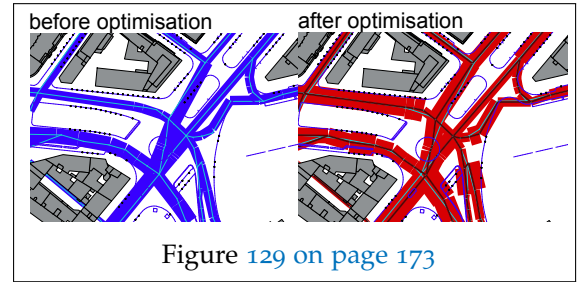 before optimisation
after optimisation
Figure 129 on page 173